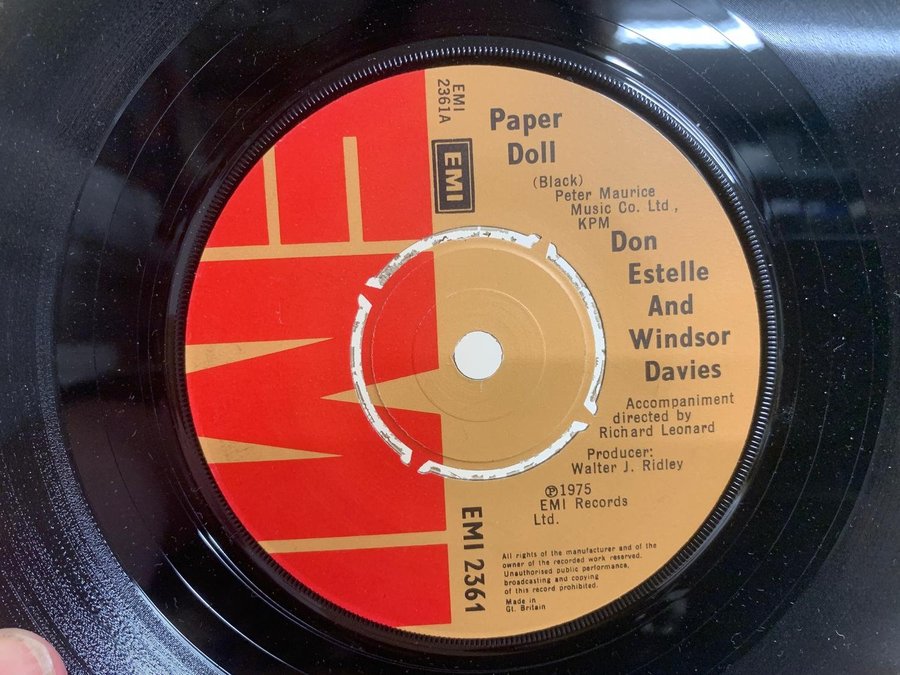 EMI
2361A
EMI
Paper
Doll
(Black)
Peter Maurice
Music Co. Ltd.,
KPM
Don
Estelle
And
Windsor
Davies
Accompaniment
directed by
Richard Leonard
Producer:
Walter J. Ridley
℗1975
EMI Records
Ltd.
EMI 2361
All rights of the manufacturer and of the
owner of the recorded work reserved.
Unauthorised public performance,
broadcasting and copying
of this record prohibited.
Made in
Gt. Britain
EMI